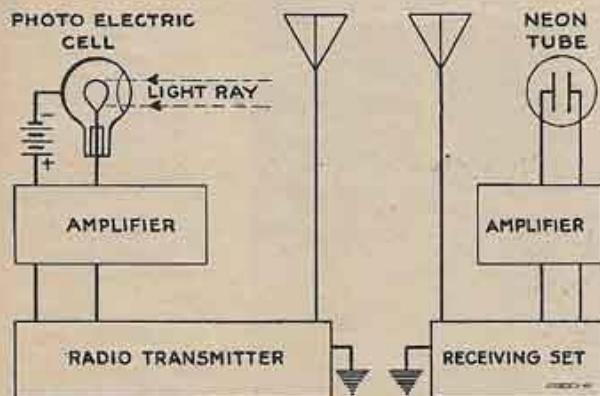 PHOTO ELECTRIC
CELL
LIGHT RAY
NEON
TUBE
- 
+
AMPLIFIER
AMPLIFIER
RADIO TRANSMITTER
RECEIVING SET